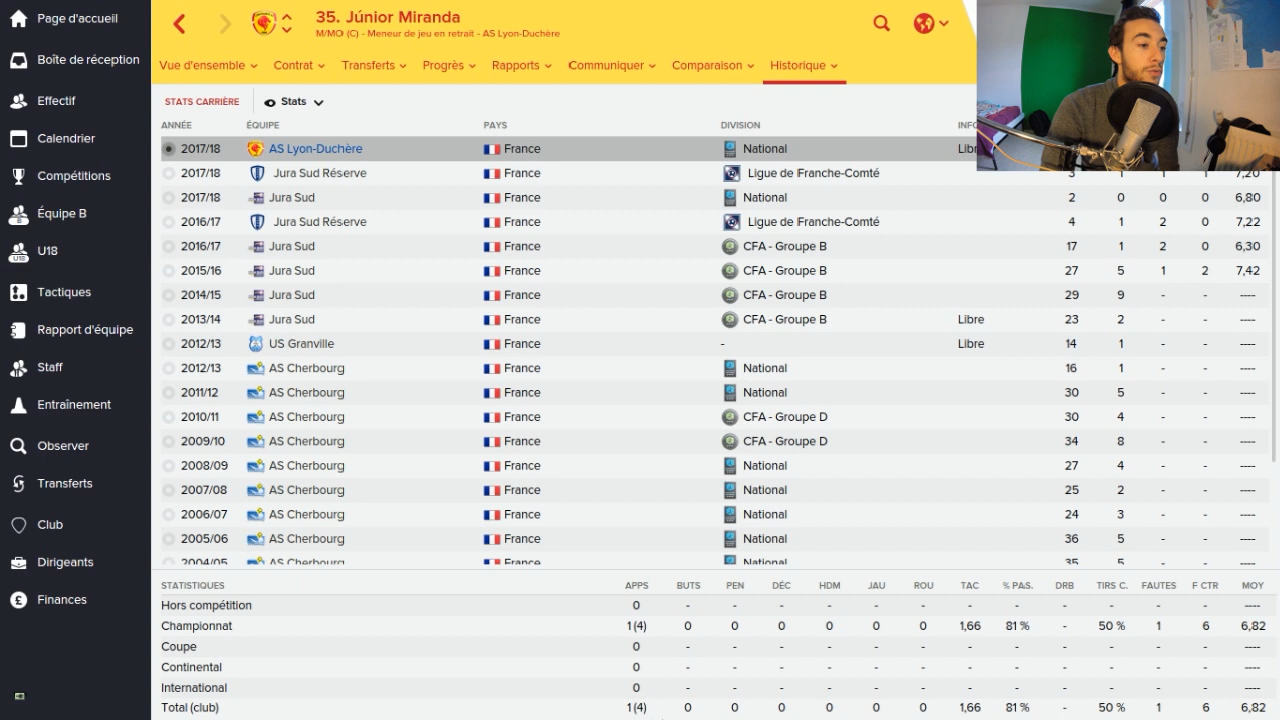 Page d'accueil
Boîte de réception
Effectif
Calendrier
Compétitions
Équipe B
U18
Tactiques
Rapport d'équipe
Staff
Entraînement
Observer
Transferts
Club
Dirigeants
Finances
35. Júnior Miranda
M/MO (C) - Meneur de jeu en retrait - AS Lyon-Duchère
Vue d'ensemble Contrat Transferts Progrès Rapports Communiquer Comparaison Historique
STATS CARRIÈRE Stats
ANNÉE ÉQUIPE PAYS DIVISION
2017/18 AS Lyon-Duchère France National
2017/18 Jura Sud Réserve France Ligue de Franche-Comté 3 1 1 1 7,20
2017/18 Jura Sud France National 2 0 0 0 6,80
2016/17 Jura Sud Réserve France Ligue de Franche-Comté 4 1 2 0 7,22
2016/17 Jura Sud France CFA - Groupe B 17 1 2 0 6,30
2015/16 Jura Sud France CFA - Groupe B 27 5 1 2 7,42
2014/15 Jura Sud France CFA - Groupe B 29 9 - - ----
2013/14 Jura Sud France CFA - Groupe B Libre 23 2 - - ----
2012/13 US Granville France - Libre 14 1 - - ----
2012/13 AS Cherbourg France National 16 1 - - ----
2011/12 AS Cherbourg France National 30 5 - - ----
2010/11 AS Cherbourg France CFA - Groupe D 30 4 - - ----
2009/10 AS Cherbourg France CFA - Groupe D 34 8 - - ----
2008/09 AS Cherbourg France National 27 4 - - ----
2007/08 AS Cherbourg France National 25 2 - - ----
2006/07 AS Cherbourg France National 24 3 - - ----
2005/06 AS Cherbourg France National 36 5 - - ----
2004/05 AS Cherbourg France National 35 5 - - ----
STATISTIQUES APPS BUTS PEN DÉC HDM JAU ROU TAC % PAS. DRB TIRS C. FAUTES F CTR MOY
Hors compétition 0 - - - - - - - - - - - - ----
Championnat 1 (4) 0 0 0 0 0 0 1,66 81 % - 50 % 1 6 6,82
Coupe 0 - - - - - - - - - - - - ----
Continental 0 - - - - - - - - - - - - ----
International 0 - - - - - - - - - - - - ----
Total (club) 1 (4) 0 0 0 0 0 0 1,66 81 % - 50 % 1 6 6,82